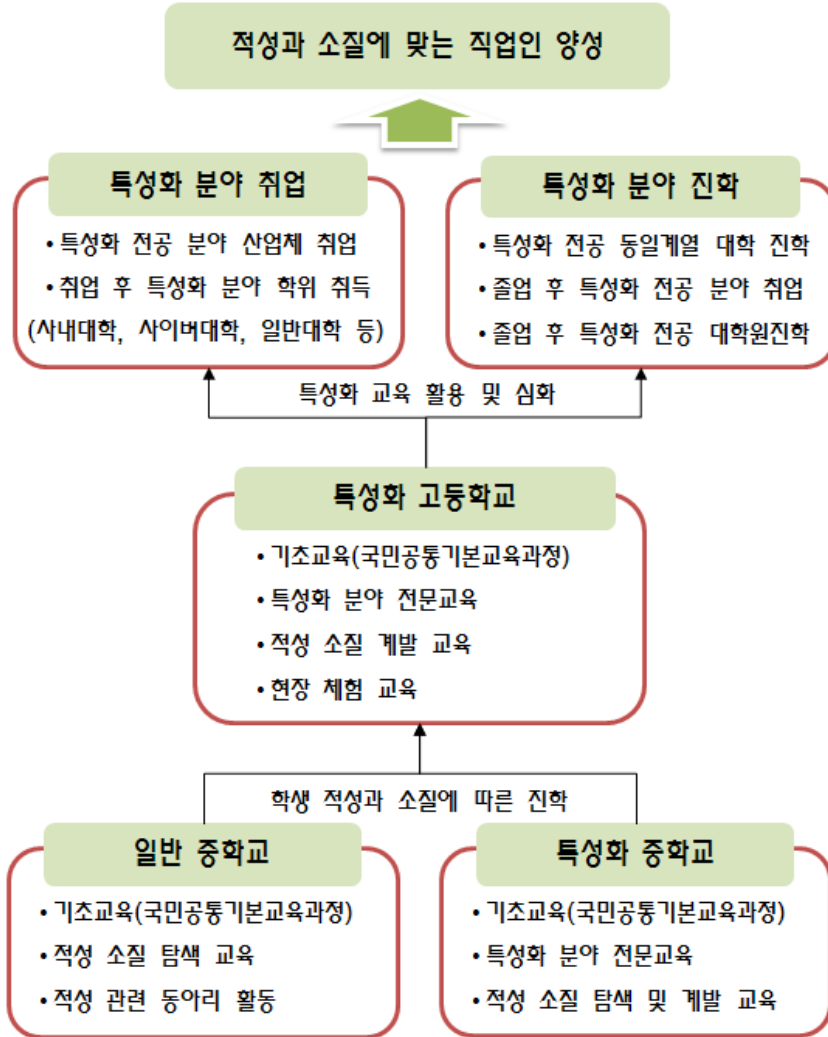 적성과 소질에 맞는 직업인 양성
특성화 분야 취업
• 특성화 전공 분야 산업체 취업
• 취업 후 특성화 분야 학위 취득
(사내대학, 사이버대학, 일반대학 등)
특성화 분야 진학
• 특성화 전공 동일계열 대학 진학
• 졸업 후 특성화 전공 분야 취업
• 졸업 후 특성화 전공 대학원진학
특성화 교육 활용 및 심화
특성화 고등학교
• 기초교육(국민공통기본교육과정)
• 특성화 분야 전문교육
• 적성 소질 계발 교육
• 현장 체험 교육
학생 적성과 소질에 따른 진학
일반 중학교
• 기초교육(국민공통기본교육과정)
• 적성 소질 탐색 교육
• 적성 관련 동아리 활동
특성화 중학교
• 기초교육(국민공통기본교육과정)
• 특성화 분야 전문교육
• 적성 소질 탐색 및 계발 교육